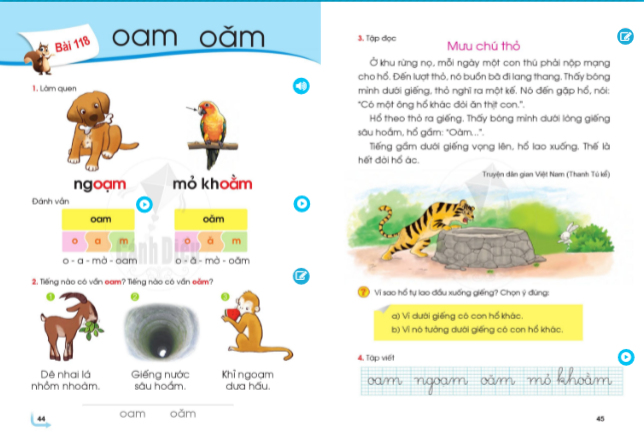 Bài 118
oam oăm
1. Làm quen
ngoạm
mỏ khoằm
Đánh vần
oam
o a m
o - a - mờ - oam
oăm
o ă m
o - á - mờ - oăm
2. Tiếng nào có vần oam? Tiếng nào có vần oăm?
1
2
3
Dê nhai lá
nhồm nhoàm.
Giếng nước
sâu hoắm.
Khỉ ngoạm
dưa hấu.
44
oam oăm
3. Tập đọc
Mưu chú thỏ
Ở khu rừng nọ, mỗi ngày một con thú phải nộp mạng
cho hổ. Đến lượt thỏ, nó buồn bã đi lang thang. Thấy bóng
mình dưới giếng, thỏ nghĩ ra một kế. Nó đến gặp hổ, nói:
"Có một ông hổ khác đòi ăn thịt con.".
Hổ theo thỏ ra giếng. Thấy bóng mình dưới lòng giếng
sâu hoắm, hổ gầm: "Oàm...".
Tiếng gầm dưới giếng vọng lên, hổ lao xuống. Thế là
hết đời hổ ác.
Truyện dân gian Việt Nam (Thanh Tú kể)
? Vì sao hổ tự lao đầu xuống giếng? Chọn ý đúng:
a) Vì dưới giếng có con hổ khác.
b) Vì nó tưởng dưới giếng có con hổ khác.
4. Tập viết
oam ngoạm oăm mỏ khoằm
45
Cánh Diều